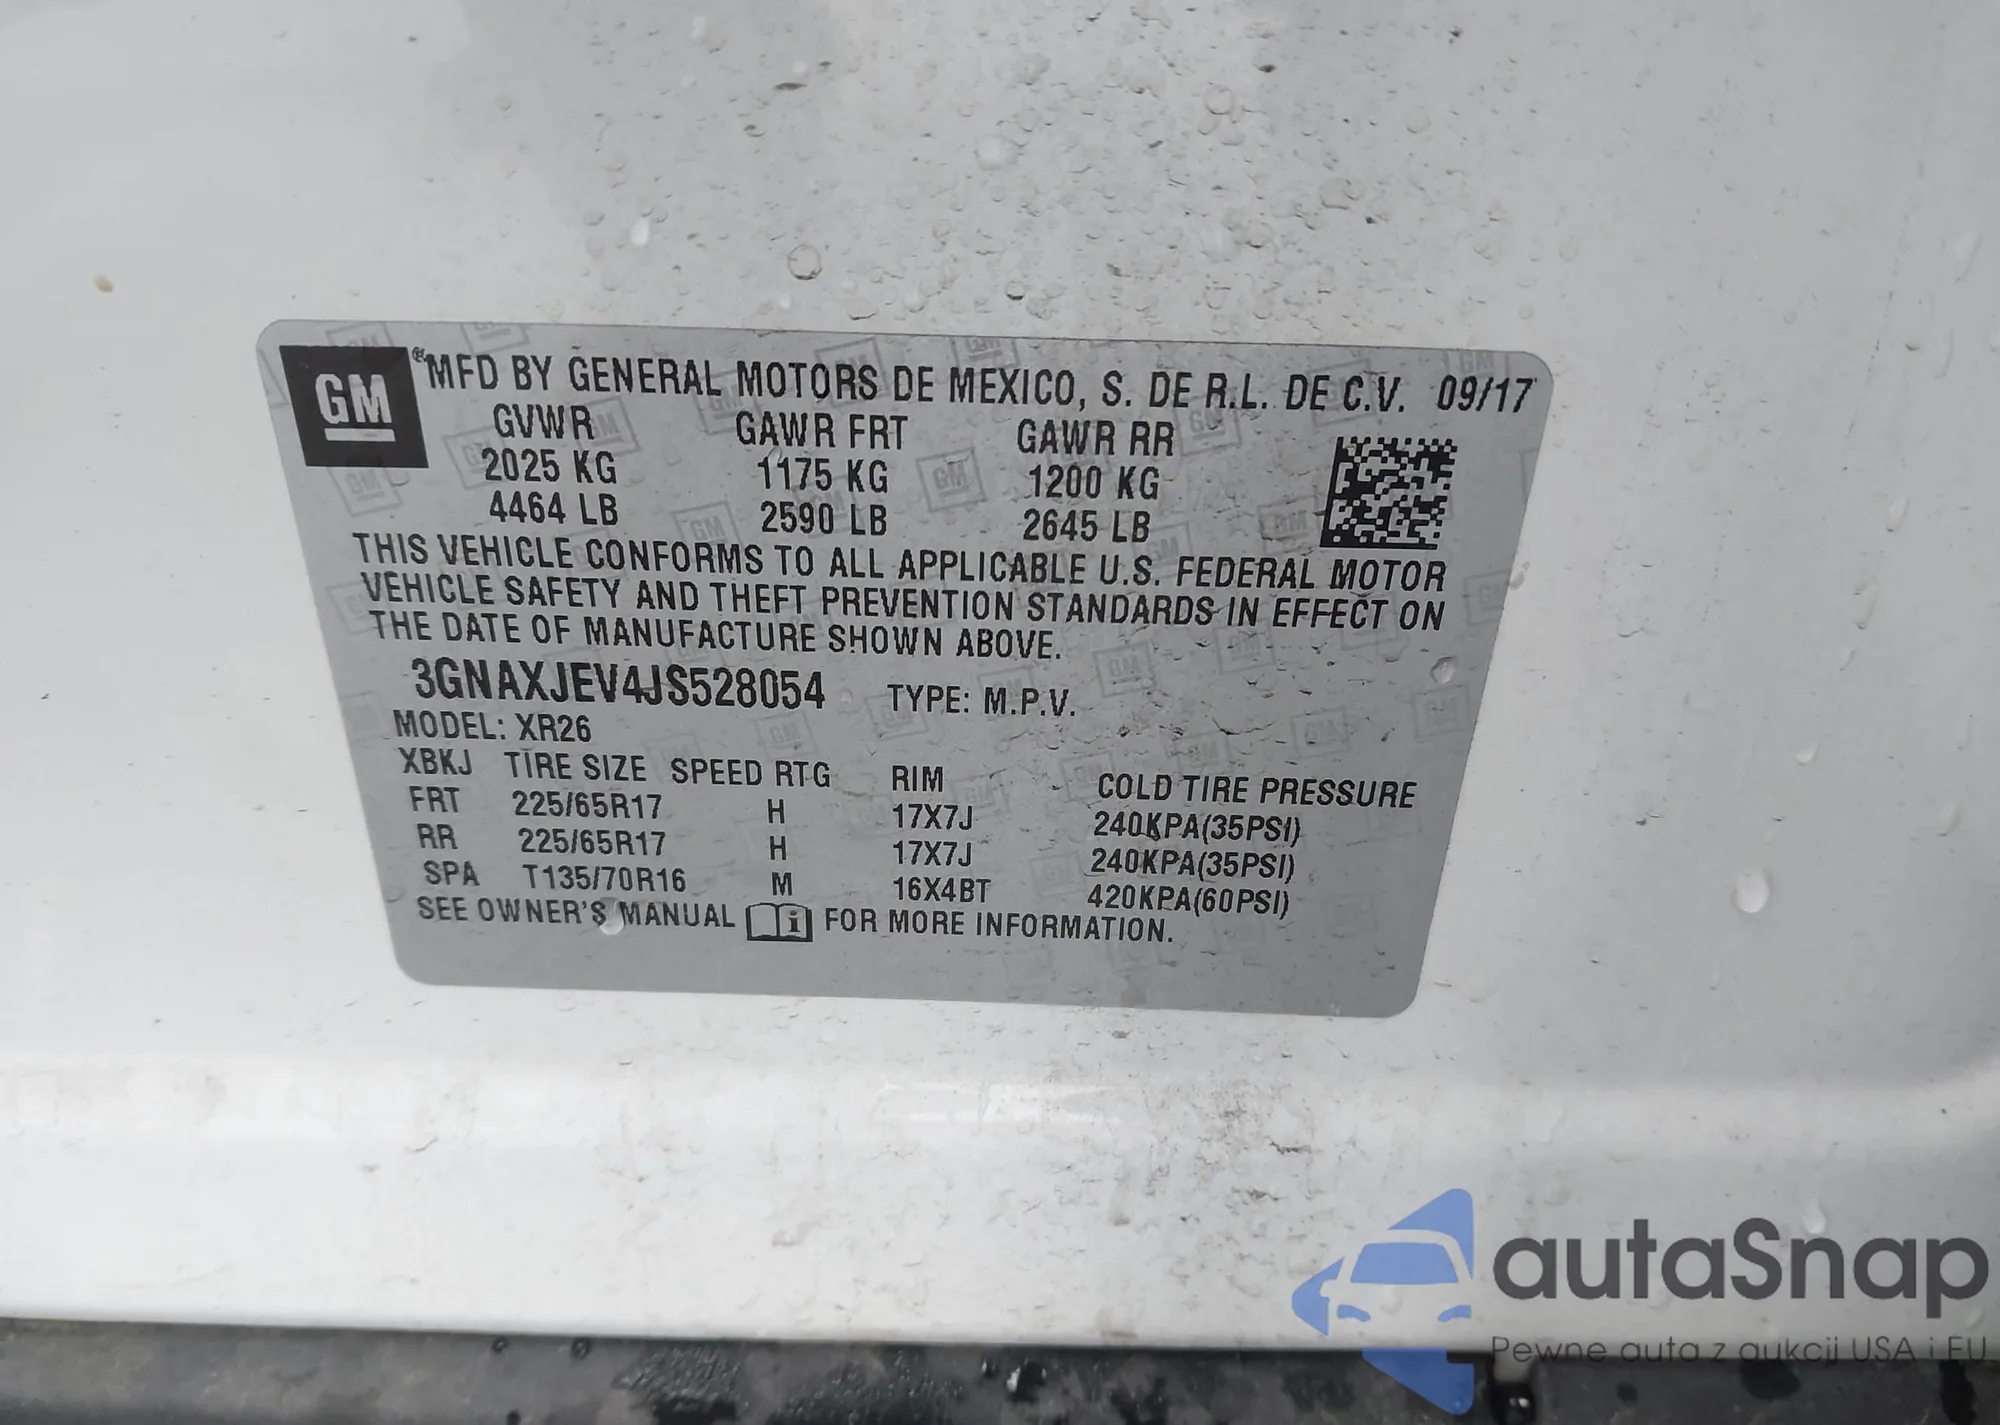 GM
®MFD BY GENERAL MOTORS DE MEXICO, S. DE R.L. DE C.V. 09/17
GVWR GAWR FRT GAWR RR
2025 KG 1175 KG 1200 KG
4464 LB 2590 LB 2645 LB
THIS VEHICLE CONFORMS TO ALL APPLICABLE U.S. FEDERAL MOTOR
VEHICLE SAFETY AND THEFT PREVENTION STANDARDS IN EFFECT ON
THE DATE OF MANUFACTURE SHOWN ABOVE.
3GNAXJEV4JS528054 TYPE: M.P.V.
MODEL: XR26
XBKJ TIRE SIZE SPEED RTG RIM COLD TIRE PRESSURE
FRT 225/65R17 H 17X7J 240KPA(35PSI)
RR 225/65R17 H 17X7J 240KPA(35PSI)
SPA T135/70R16 M 16X4BT 420KPA(60PSI)
SEE OWNER'S MANUAL i FOR MORE INFORMATION.
autaSnap
Pewne auta z aukcji USA i EU